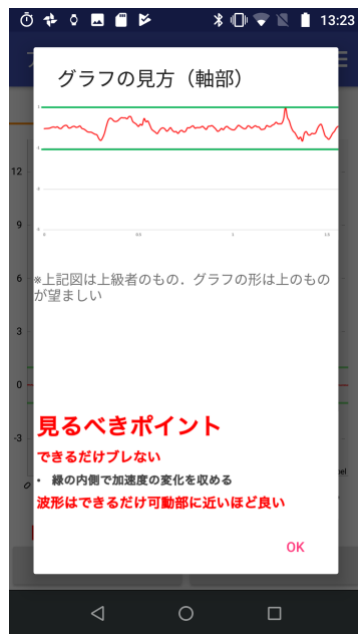 13:23
グラフの見方（軸部）
12
9
6
3
0
-3
0
※上記図は上級者のもの．グラフの形は上のもの
が望ましい
見るべきポイント
できるだけブレない
• 緑の内側で加速度の変化を収める
波形はできるだけ可動部に近いほど良い
OK